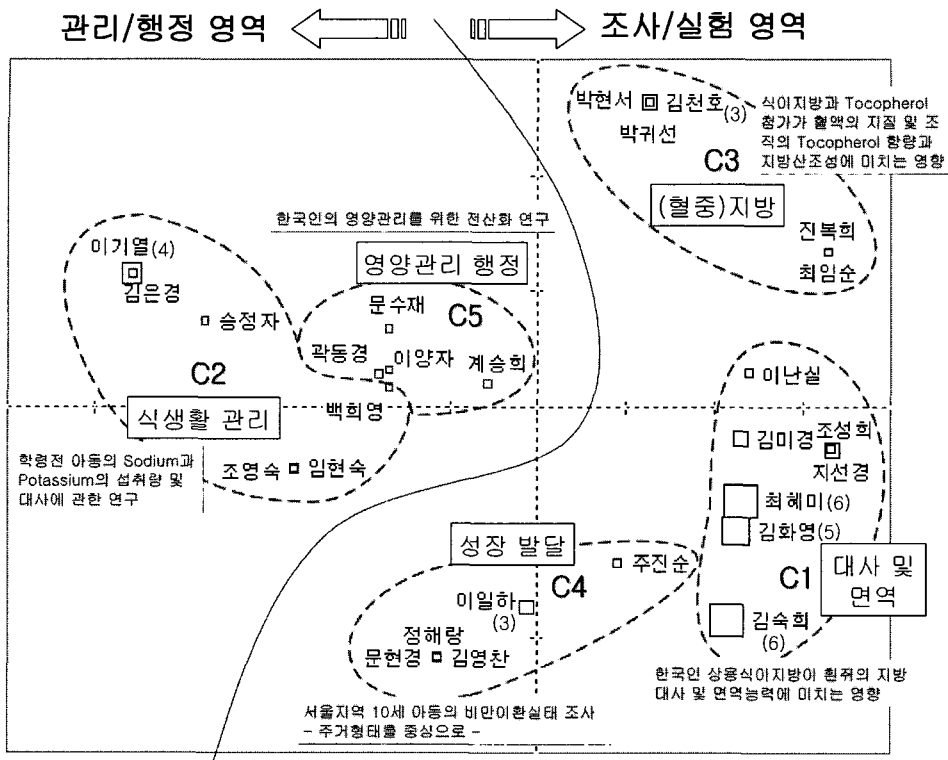 관리/행정 영역
조사/실험 영역
박현서 김천호(3)
박귀선
C3
식이지방과 Tocopherol
첨가가 혈액의 지질 및 조
직의 Tocopherol 함량과
지방산조성에 미치는 영향
(혈중)지방
진복희
최임순
한국인의 영양관리를 위한 전산화 연구
영양관리 행정
이기열(4)
김은경
승정자
C2
식생활 관리
문수재
C5
곽동경
이양자
계승희
백희영
조영숙
임현숙
학령전 아동의 Sodium과
Potassium의 섭취량 및
대사에 관한 연구
이난실
김미경
조성희
지선경
최혜미(6)
김화영(5)
C1
대사 및
면역
김숙희
(6)
한국인 상용식이지방이 흰쥐의 지방
대사 및 면역능력에 미치는 영향
성장 발달
주진순
C4
이일하
(3)
정해랑
문현경
김영찬
서울지역 10세 아동의 비만이환실태 조사
- 주거형태를 중심으로 -